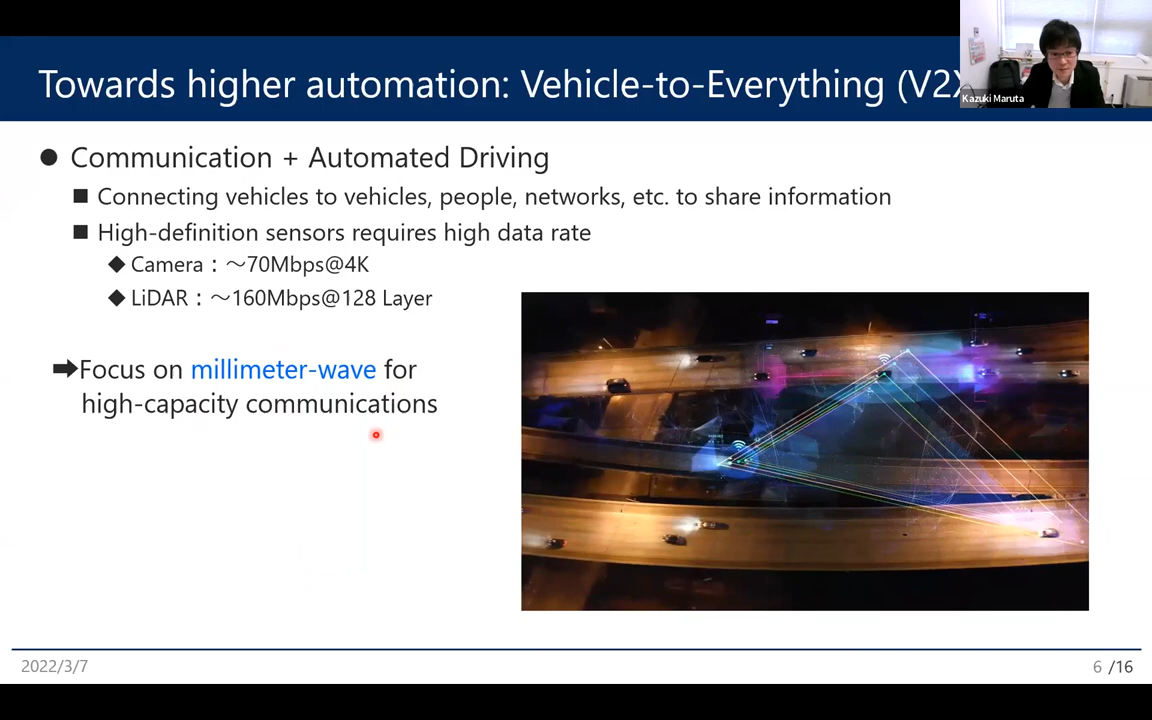 Towards higher automation: Vehicle-to-Everything (V2X
Kazuki Maruta
● Communication + Automated Driving
■ Connecting vehicles to vehicles, people, networks, etc. to share information
■ High-definition sensors requires high data rate
◆ Camera：～70Mbps@4K
◆ LiDAR：～160Mbps@128 Layer
➡Focus on millimeter-wave for
high-capacity communications
2022/3/7
6 /16